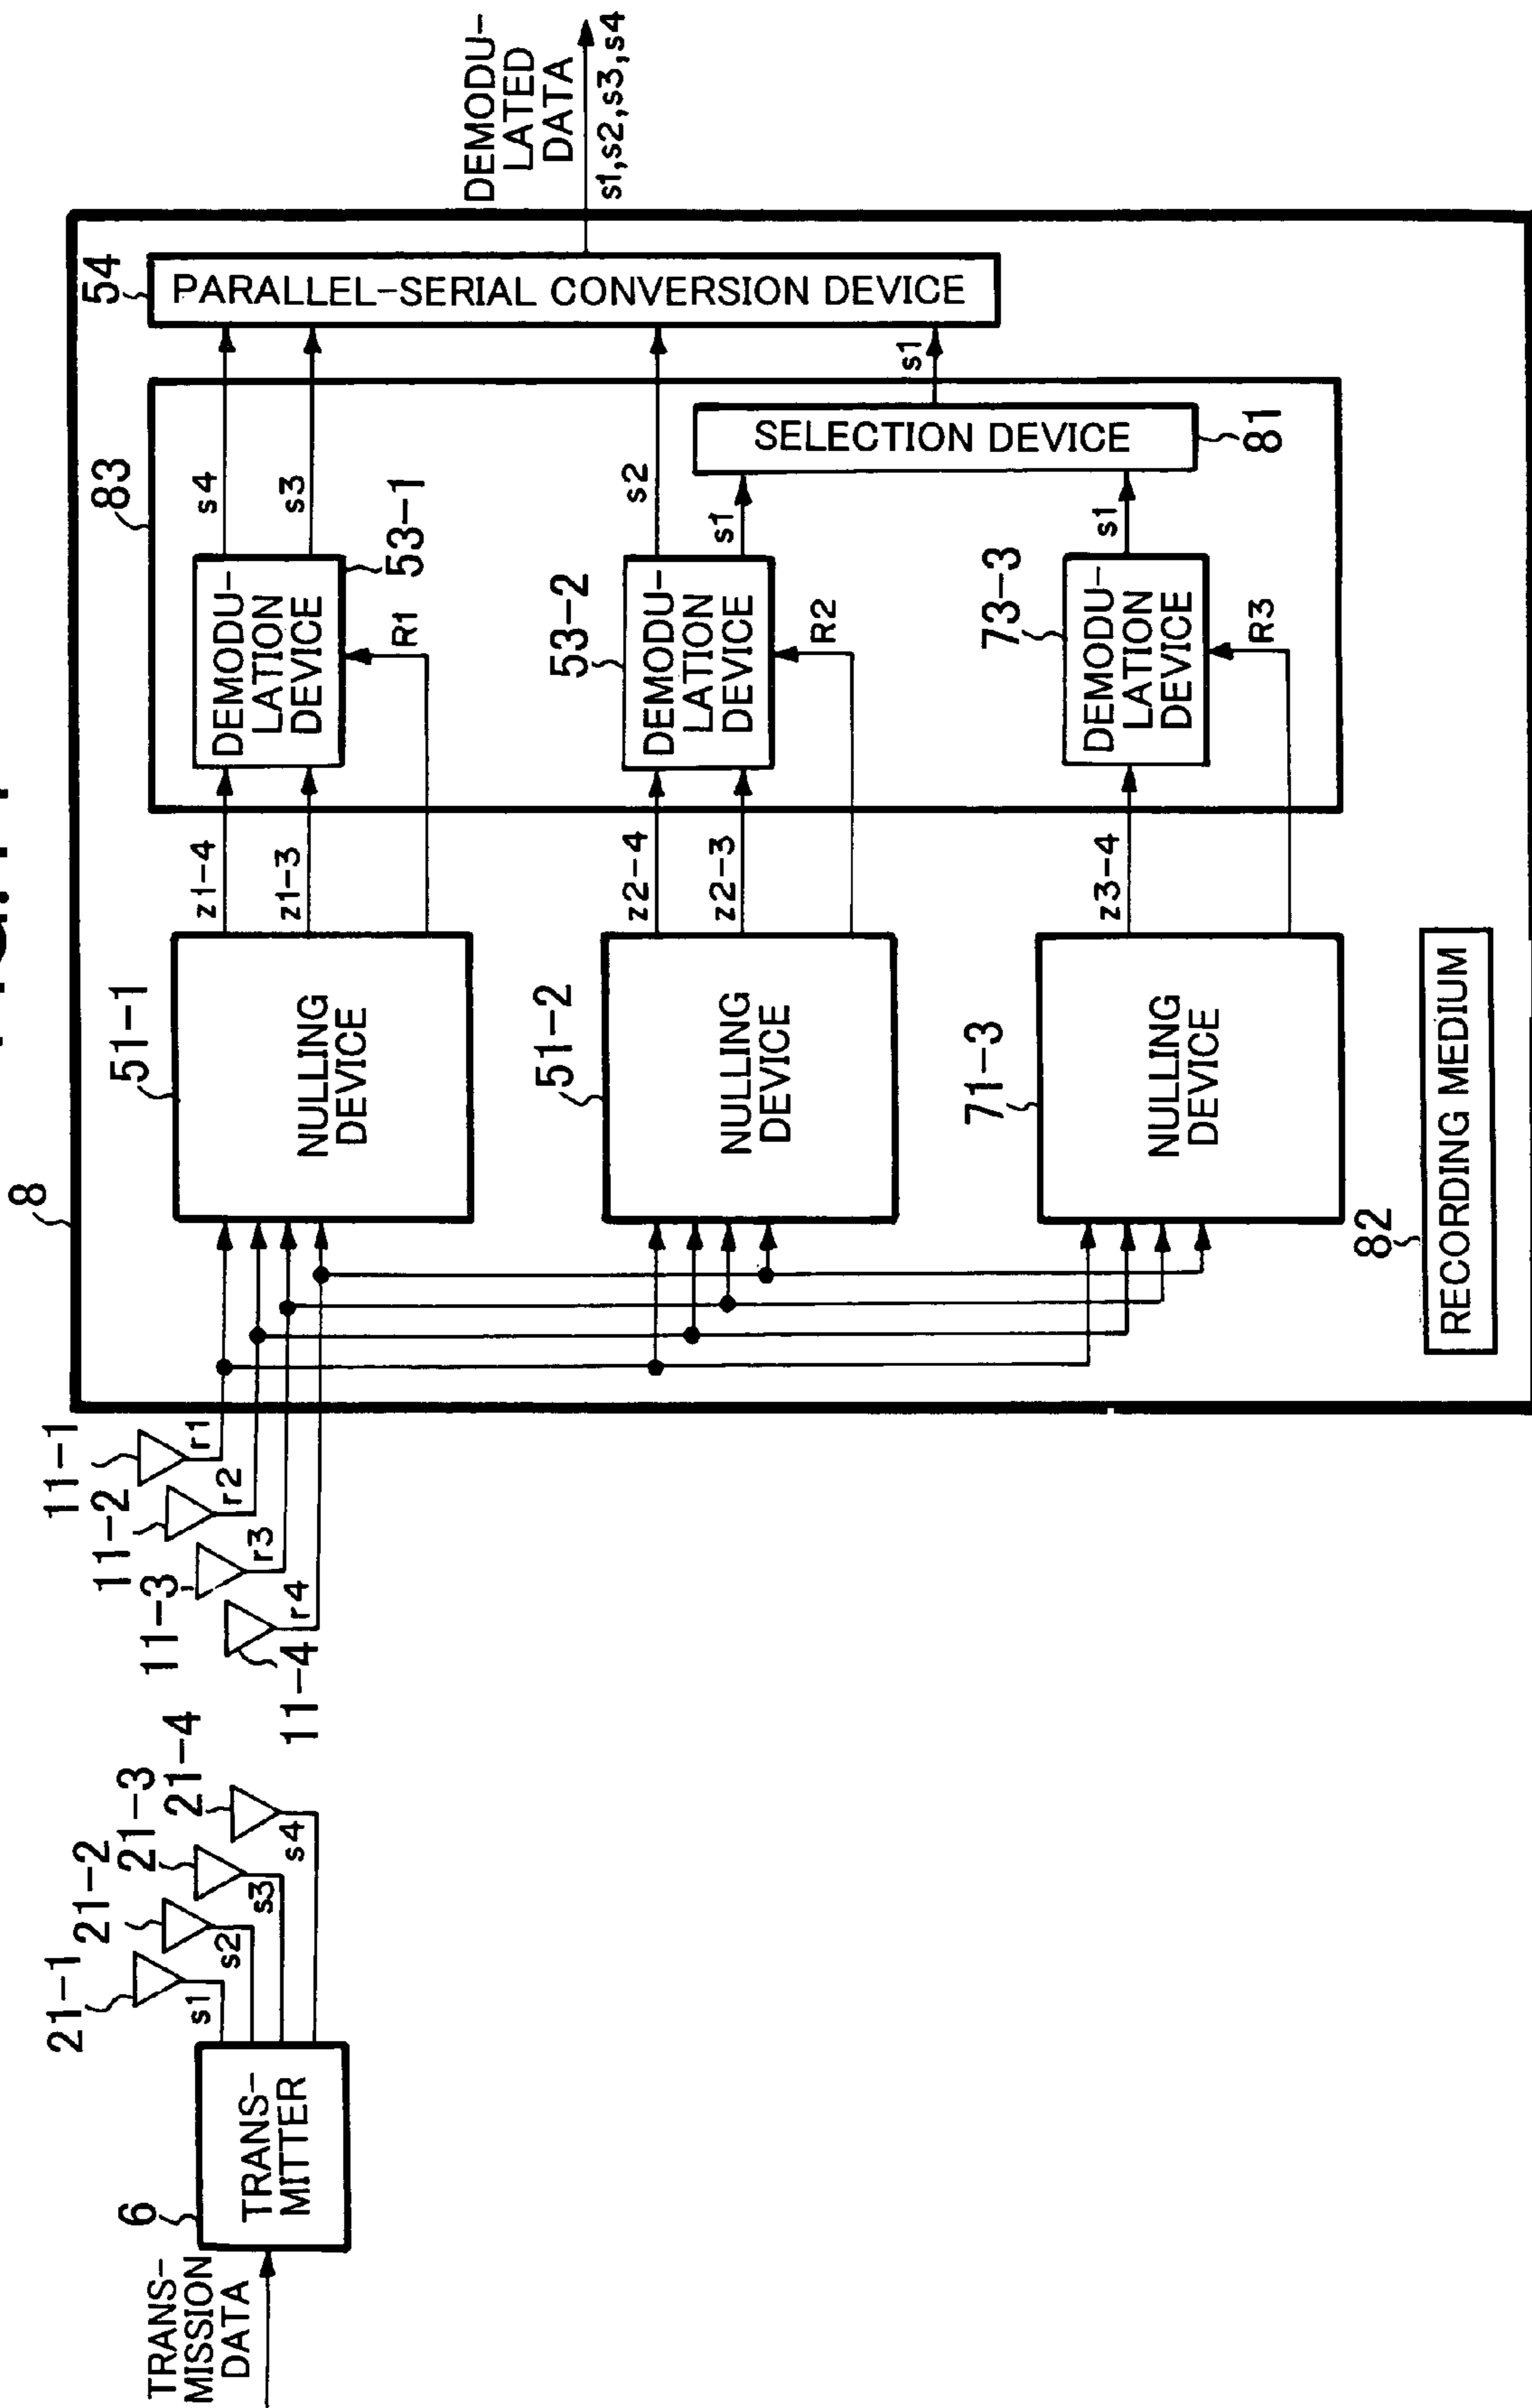 TRANS-
MISSION
DATA
6
TRANS-
MITTER
s1
s2
s3
s4
21-1
21-2
21-3
21-4
11-1
11-2
11-3
11-4
r1
r2
r3
r4
8
51-1
NULLING
DEVICE
51-2
NULLING
DEVICE
71-3
NULLING
DEVICE
82
RECORDING MEDIUM
z1-4
z1-3
z2-4
z2-3
z3-4
83
DEMODU-
LATION
DEVICE
53-1
R1
53-2
DEMODU-
LATION
DEVICE
R2
73-3
DEMODU-
LATION
DEVICE
R3
s4
s3
s2
s1
s1
SELECTION DEVICE
81
s1
54
PARALLEL-SERIAL CONVERSION DEVICE
DEMODU-
LATED
DATA
s1,s2,s3,s4